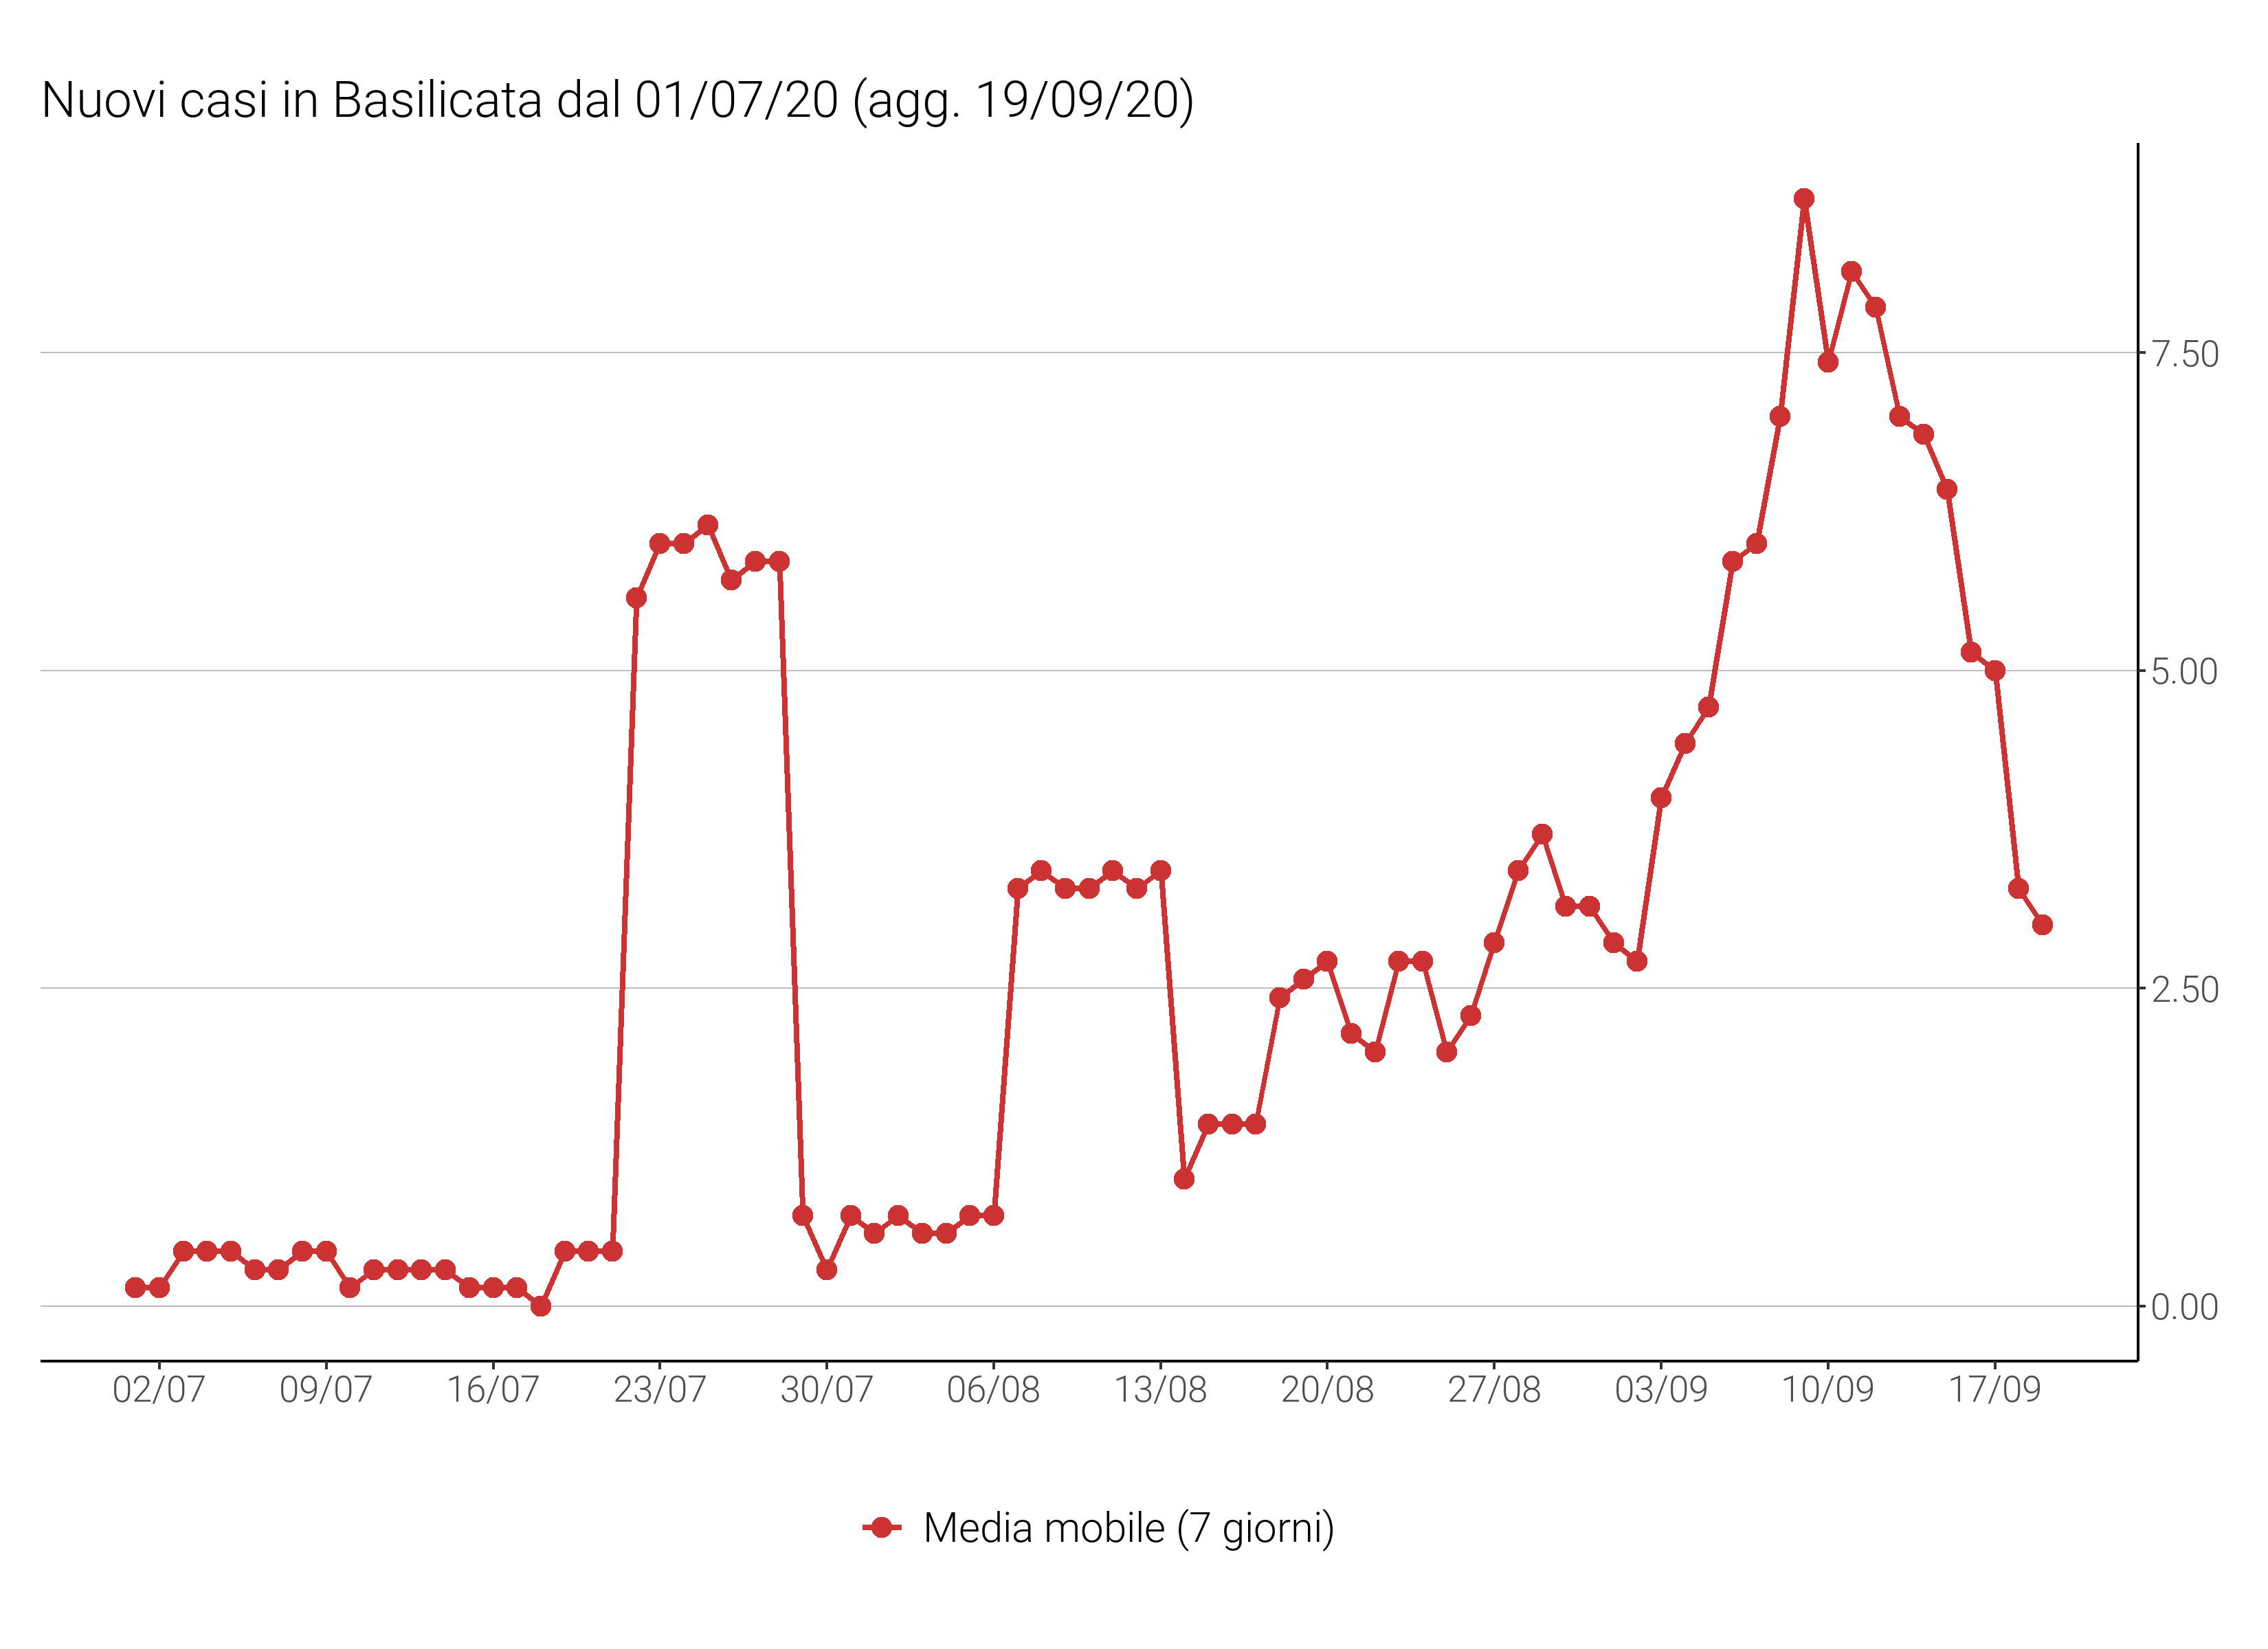 Nuovi casi in Basilicata dal 01/07/20 (agg. 19/09/20)
7.50
5.00
2.50
0.00
02/07 09/07 16/07 23/07 30/07 06/08 13/08 20/08 27/08 03/09 10/09 17/09
Media mobile (7 giorni)